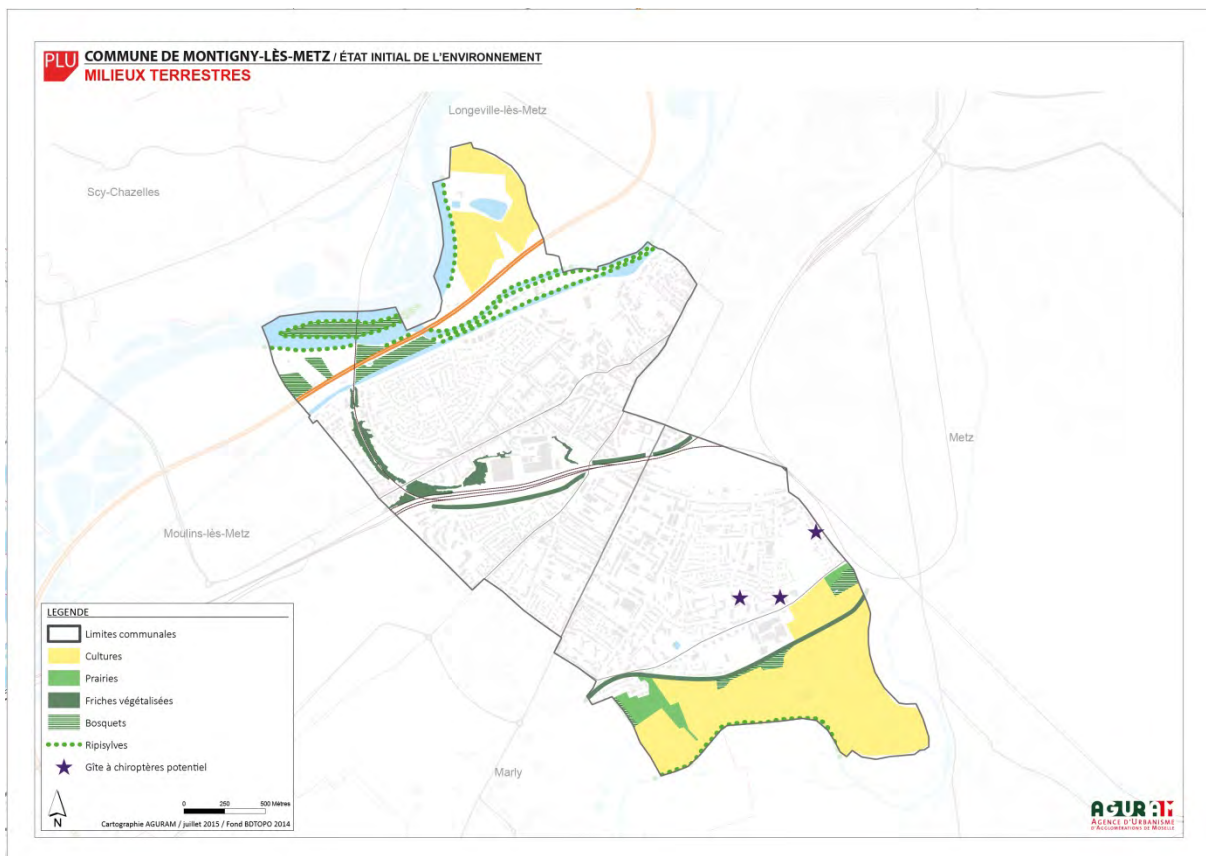 PLU COMMUNE DE MONTIGNY-LÈS-METZ / ÉTAT INITIAL DE L'ENVIRONNEMENT
MILIEUX TERRESTRES
Longeville-lès-Metz
Scy-Chazelles
Metz
Moulins-lès-Metz
Marly
LEGENDE
Limites communales
Cultures
Prairies
Friches végétalisées
Bosquets
Ripisylves
Gîte à chiroptères potentiel
0 250 500 Mètres
N
Cartographie AGURAM / juillet 2015 / Fond BDTOPO 2014
AGURAM
AGENCE D'URBANISME
D'AGGLOMÉRATIONS DE MOSELLE